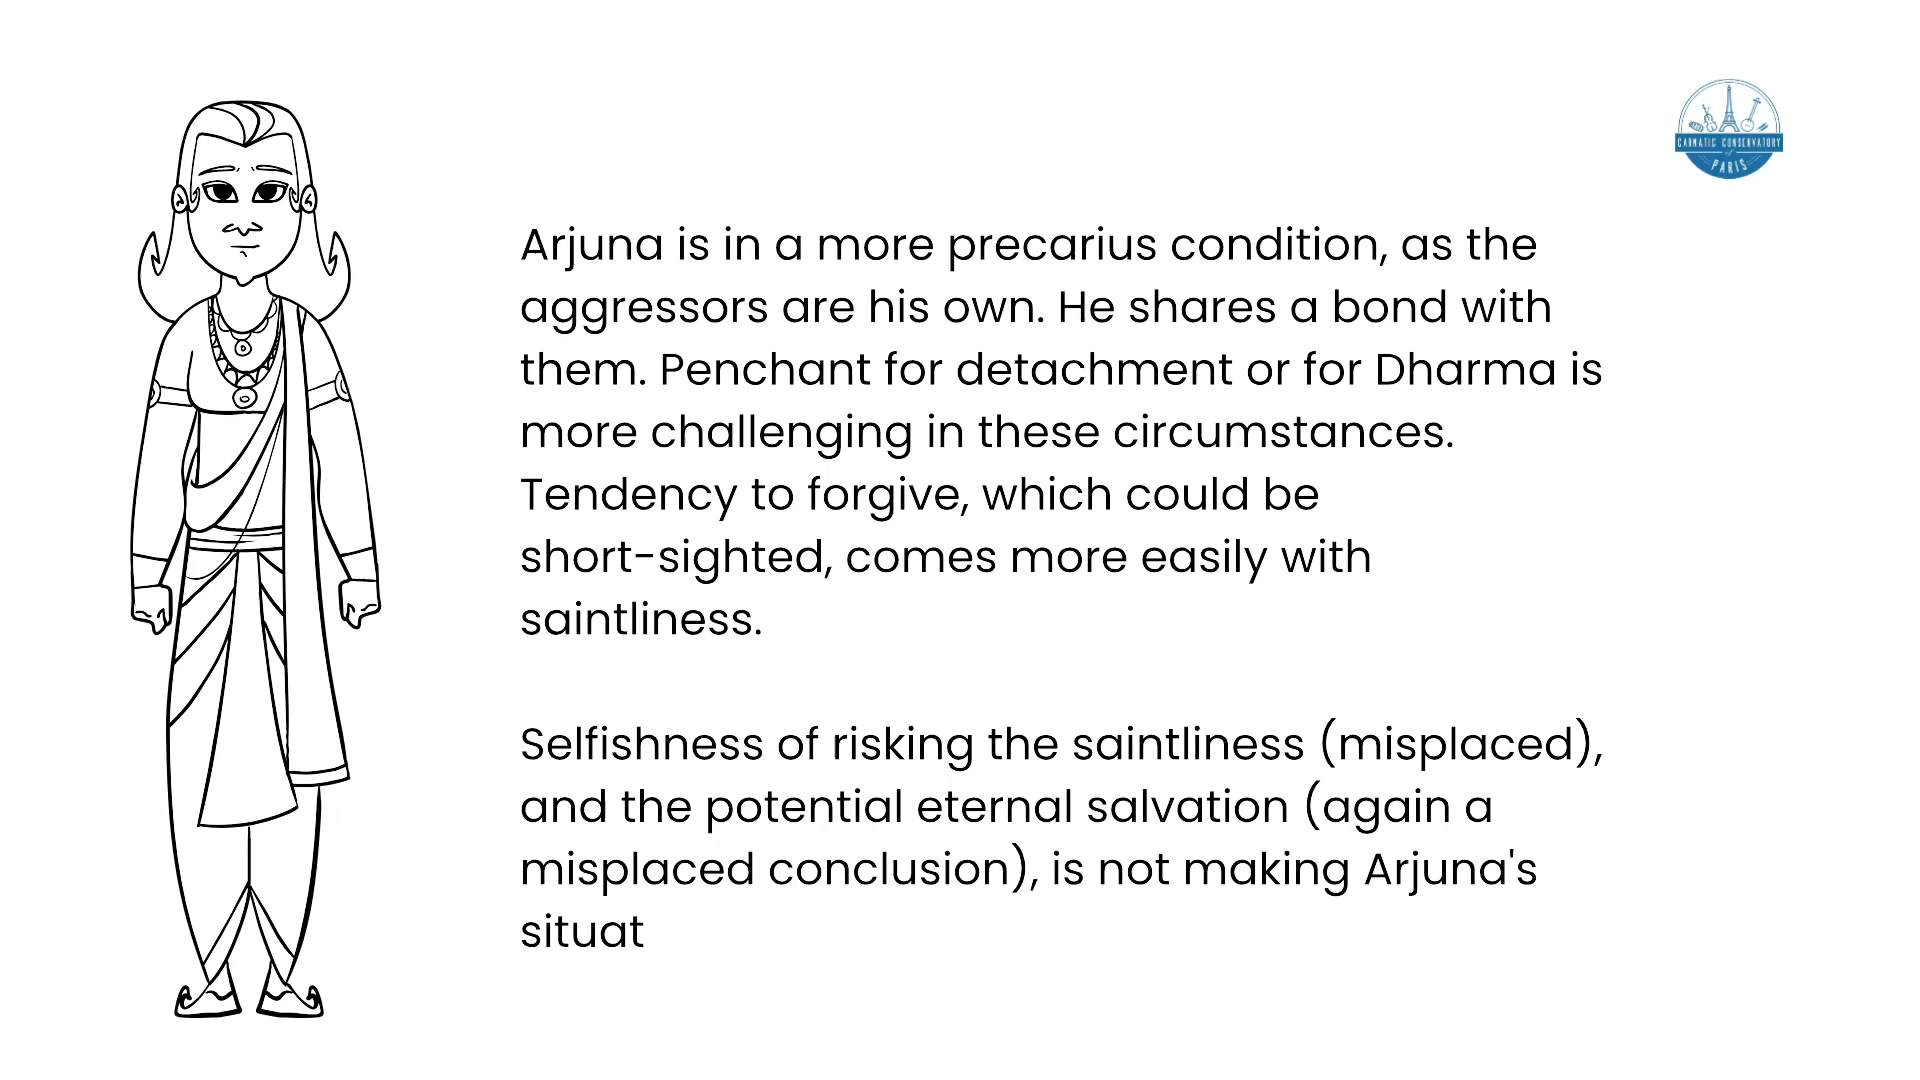 CARNATIC CONSERVATORY
of
PARIS
Arjuna is in a more precarius condition, as the
aggressors are his own. He shares a bond with
them. Penchant for detachment or for Dharma is
more challenging in these circumstances.
Tendency to forgive, which could be
short-sighted, comes more easily with
saintliness.
Selfishness of risking the saintliness (misplaced),
and the potential eternal salvation (again a
misplaced conclusion), is not making Arjuna's
situat